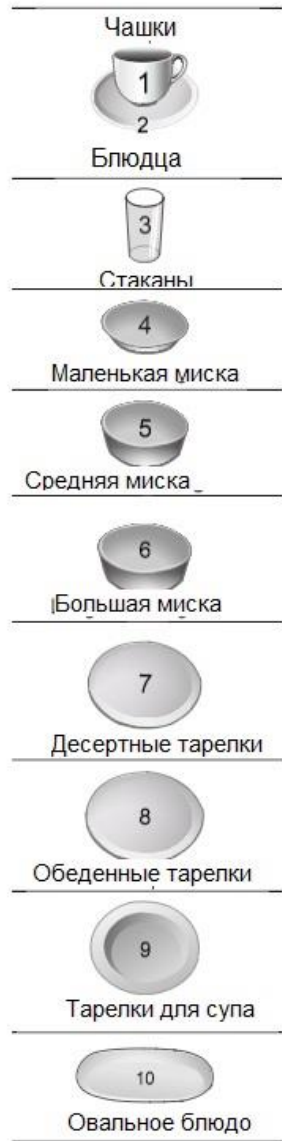 Чашки
1
2
Блюдца
3
Стаканы
4
Маленькая миска
5
Средняя миска
6
Большая миска
7
Десертные тарелки
8
Обеденные тарелки
9
Тарелки для супа
10
Овальное блюдо